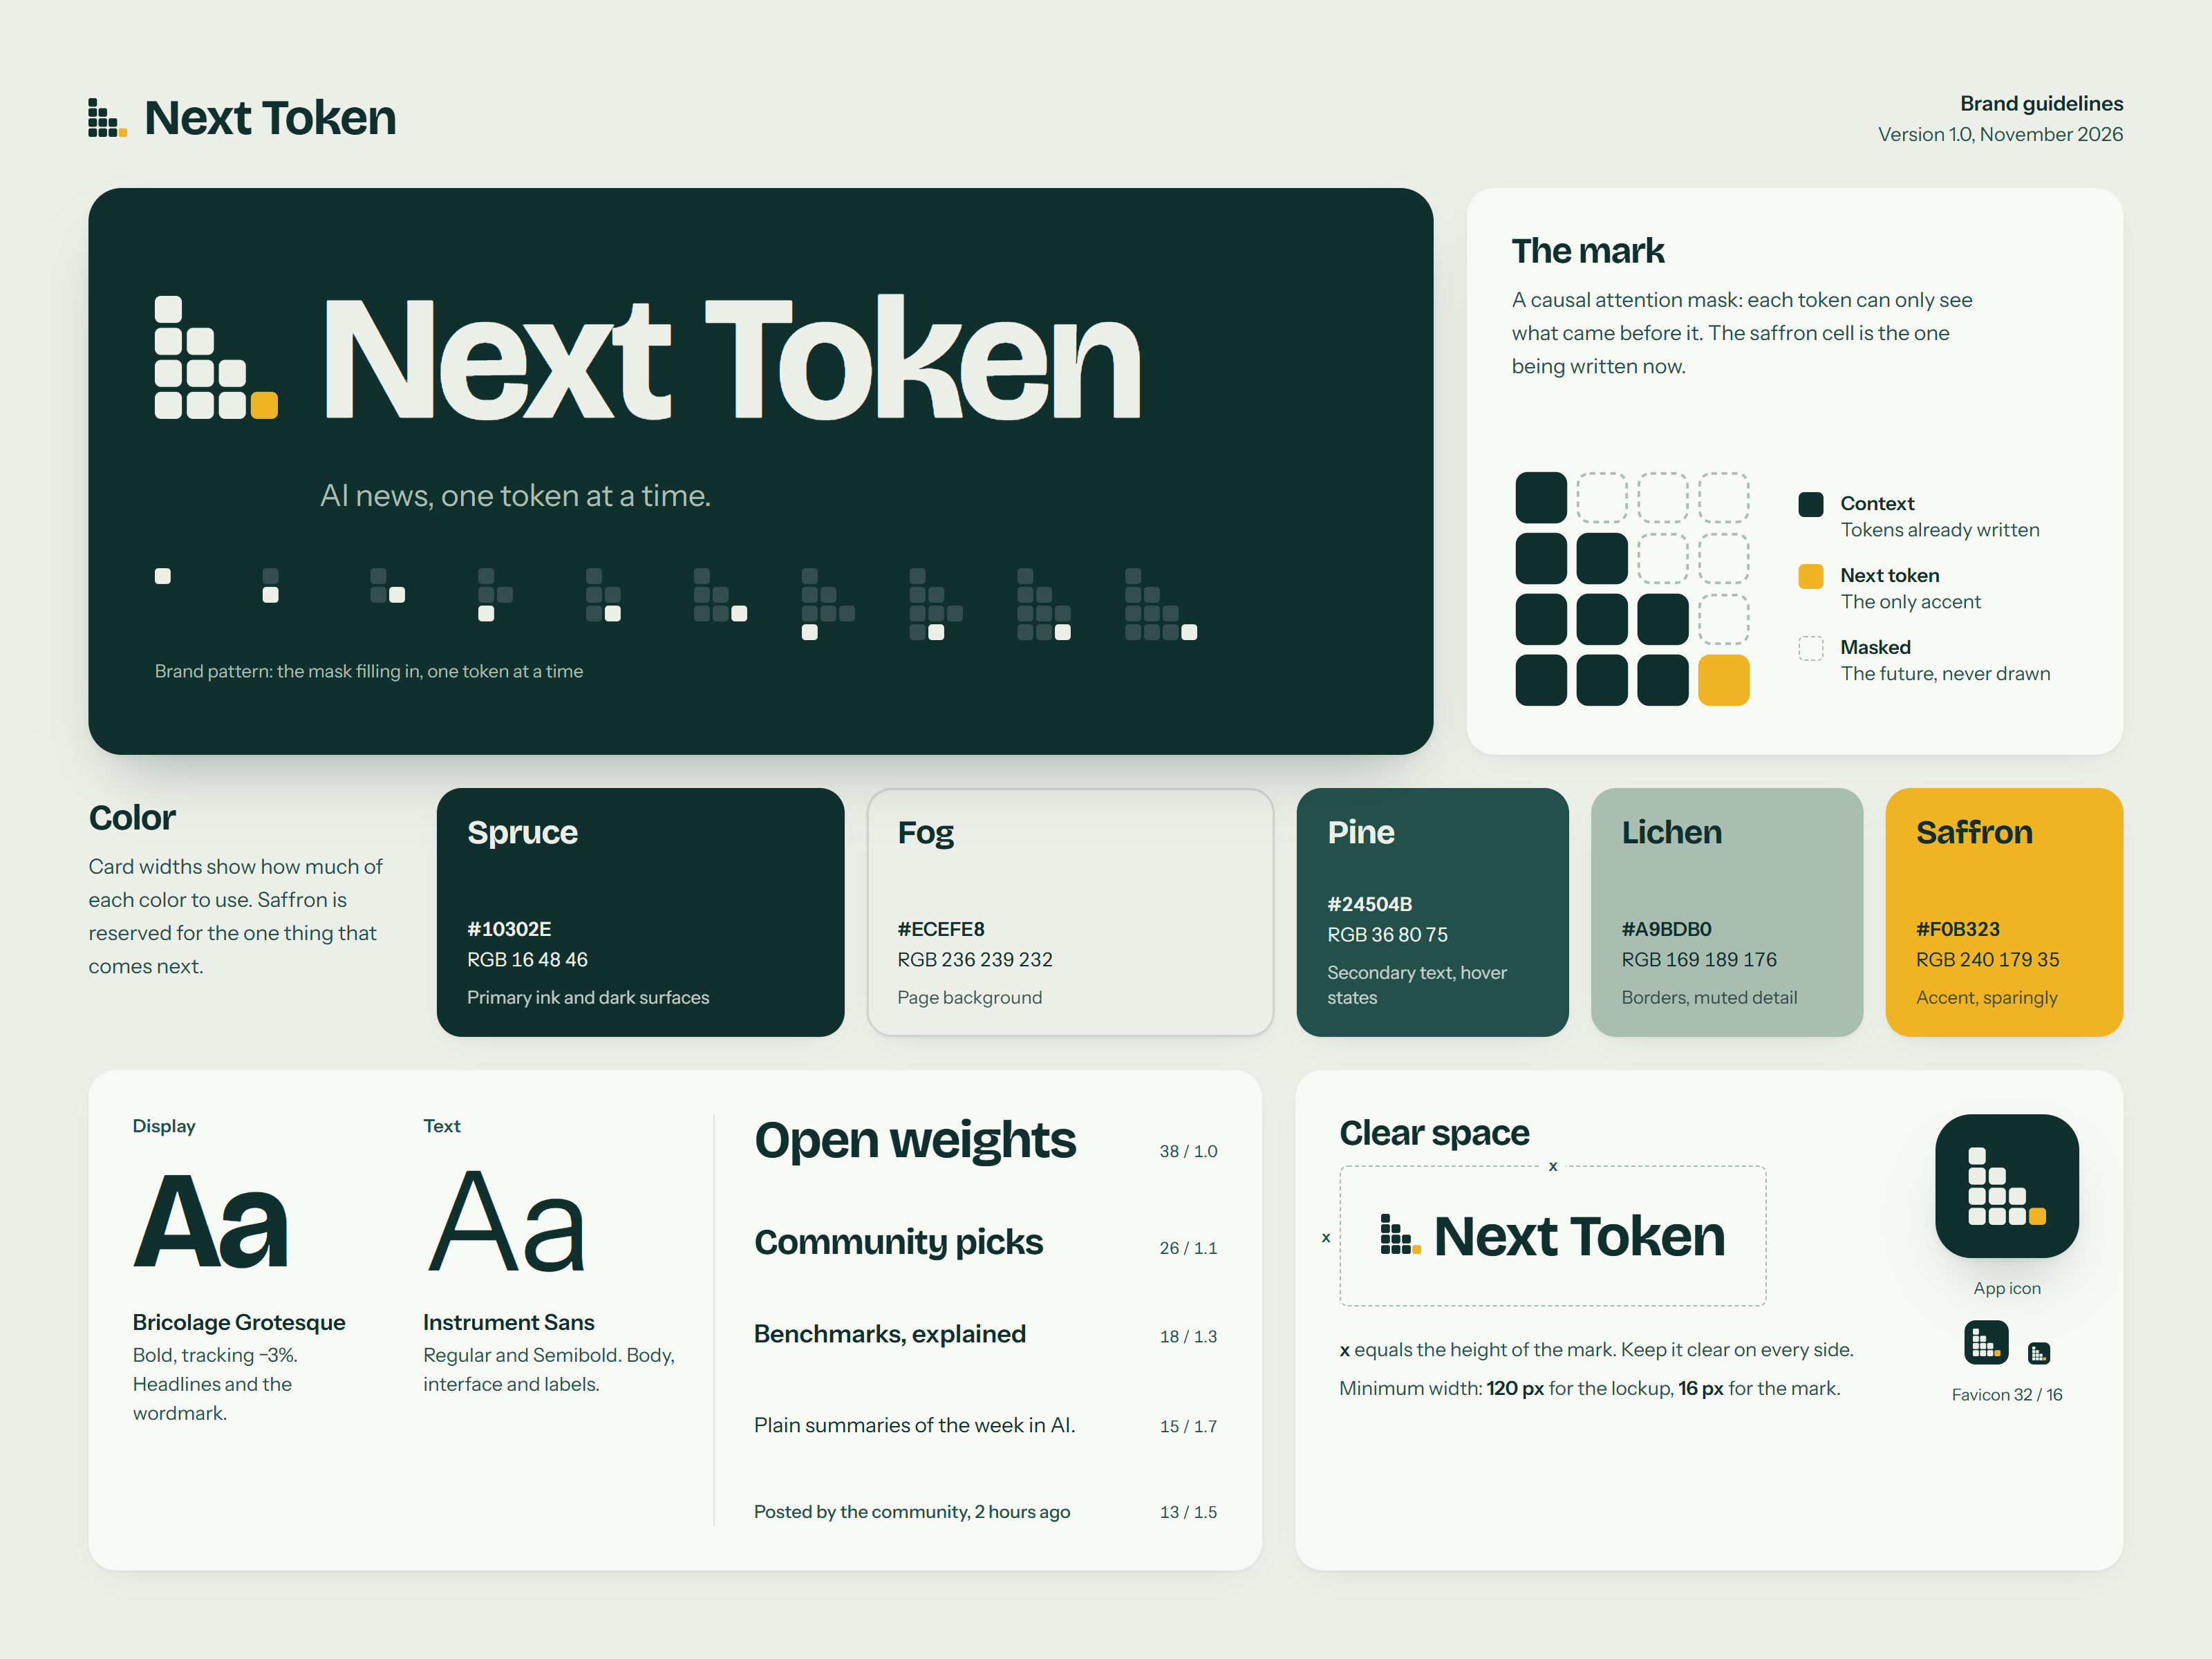 Next Token
Brand guidelines
Version 1.0, November 2026
Next Token
AI news, one token at a time.
Brand pattern: the mask filling in, one token at a time
The mark
A causal attention mask: each token can only see
what came before it. The saffron cell is the one
being written now.
Context
Tokens already written
Next token
The only accent
Masked
The future, never drawn
Color
Card widths show how much of
each color to use. Saffron is
reserved for the one thing that
comes next.
Spruce
#10302E
RGB 16 48 46
Primary ink and dark surfaces
Fog
#ECEFE8
RGB 236 239 232
Page background
Pine
#24504B
RGB 36 80 75
Secondary text, hover
states
Lichen
#A9BDB0
RGB 169 189 176
Borders, muted detail
Saffron
#F0B323
RGB 240 179 35
Accent, sparingly
Display
Aa
Bricolage Grotesque
Bold, tracking −3%.
Headlines and the
wordmark.
Text
Aa
Instrument Sans
Regular and Semibold. Body,
interface and labels.
Open weights
38 / 1.0
Community picks
26 / 1.1
Benchmarks, explained
18 / 1.3
Plain summaries of the week in AI.
15 / 1.7
Posted by the community, 2 hours ago
13 / 1.5
Clear space
x
x
Next Token
x equals the height of the mark. Keep it clear on every side.
Minimum width: 120 px for the lockup, 16 px for the mark.
App icon
Favicon 32 / 16